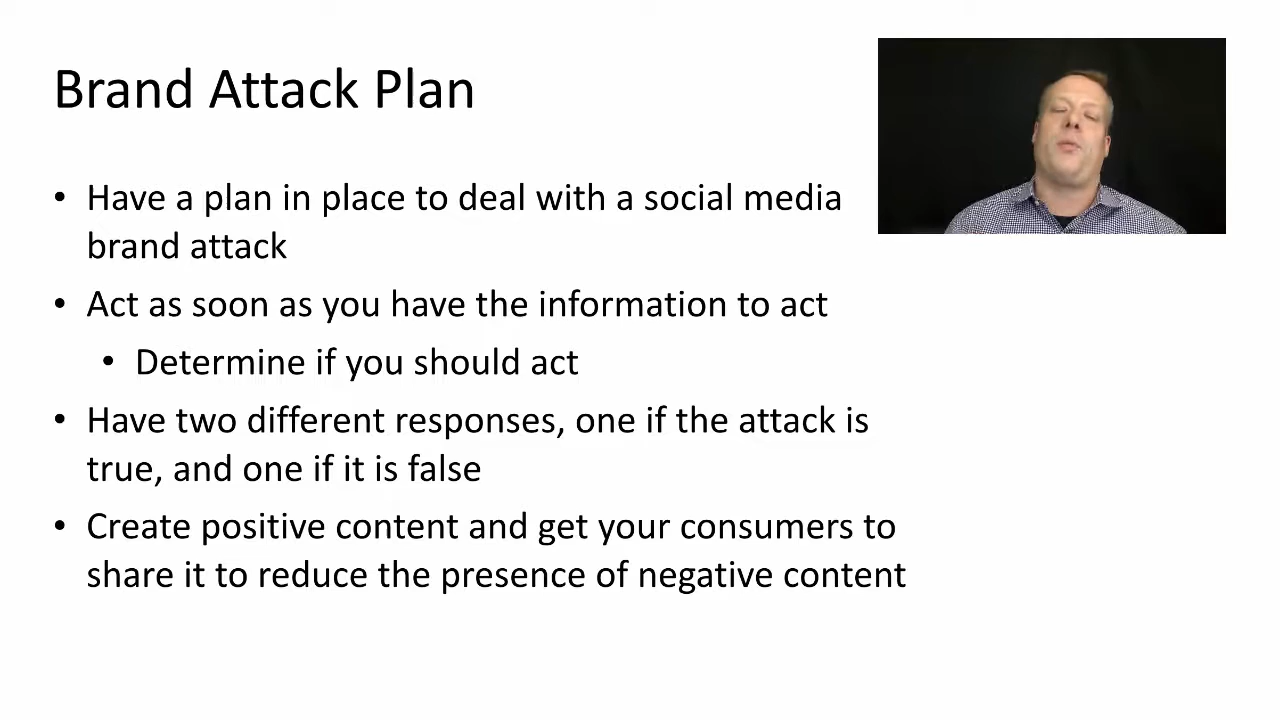 Brand Attack Plan
• Have a plan in place to deal with a social media
brand attack
• Act as soon as you have the information to act
• Determine if you should act
• Have two different responses, one if the attack is
true, and one if it is false
• Create positive content and get your consumers to
share it to reduce the presence of negative content